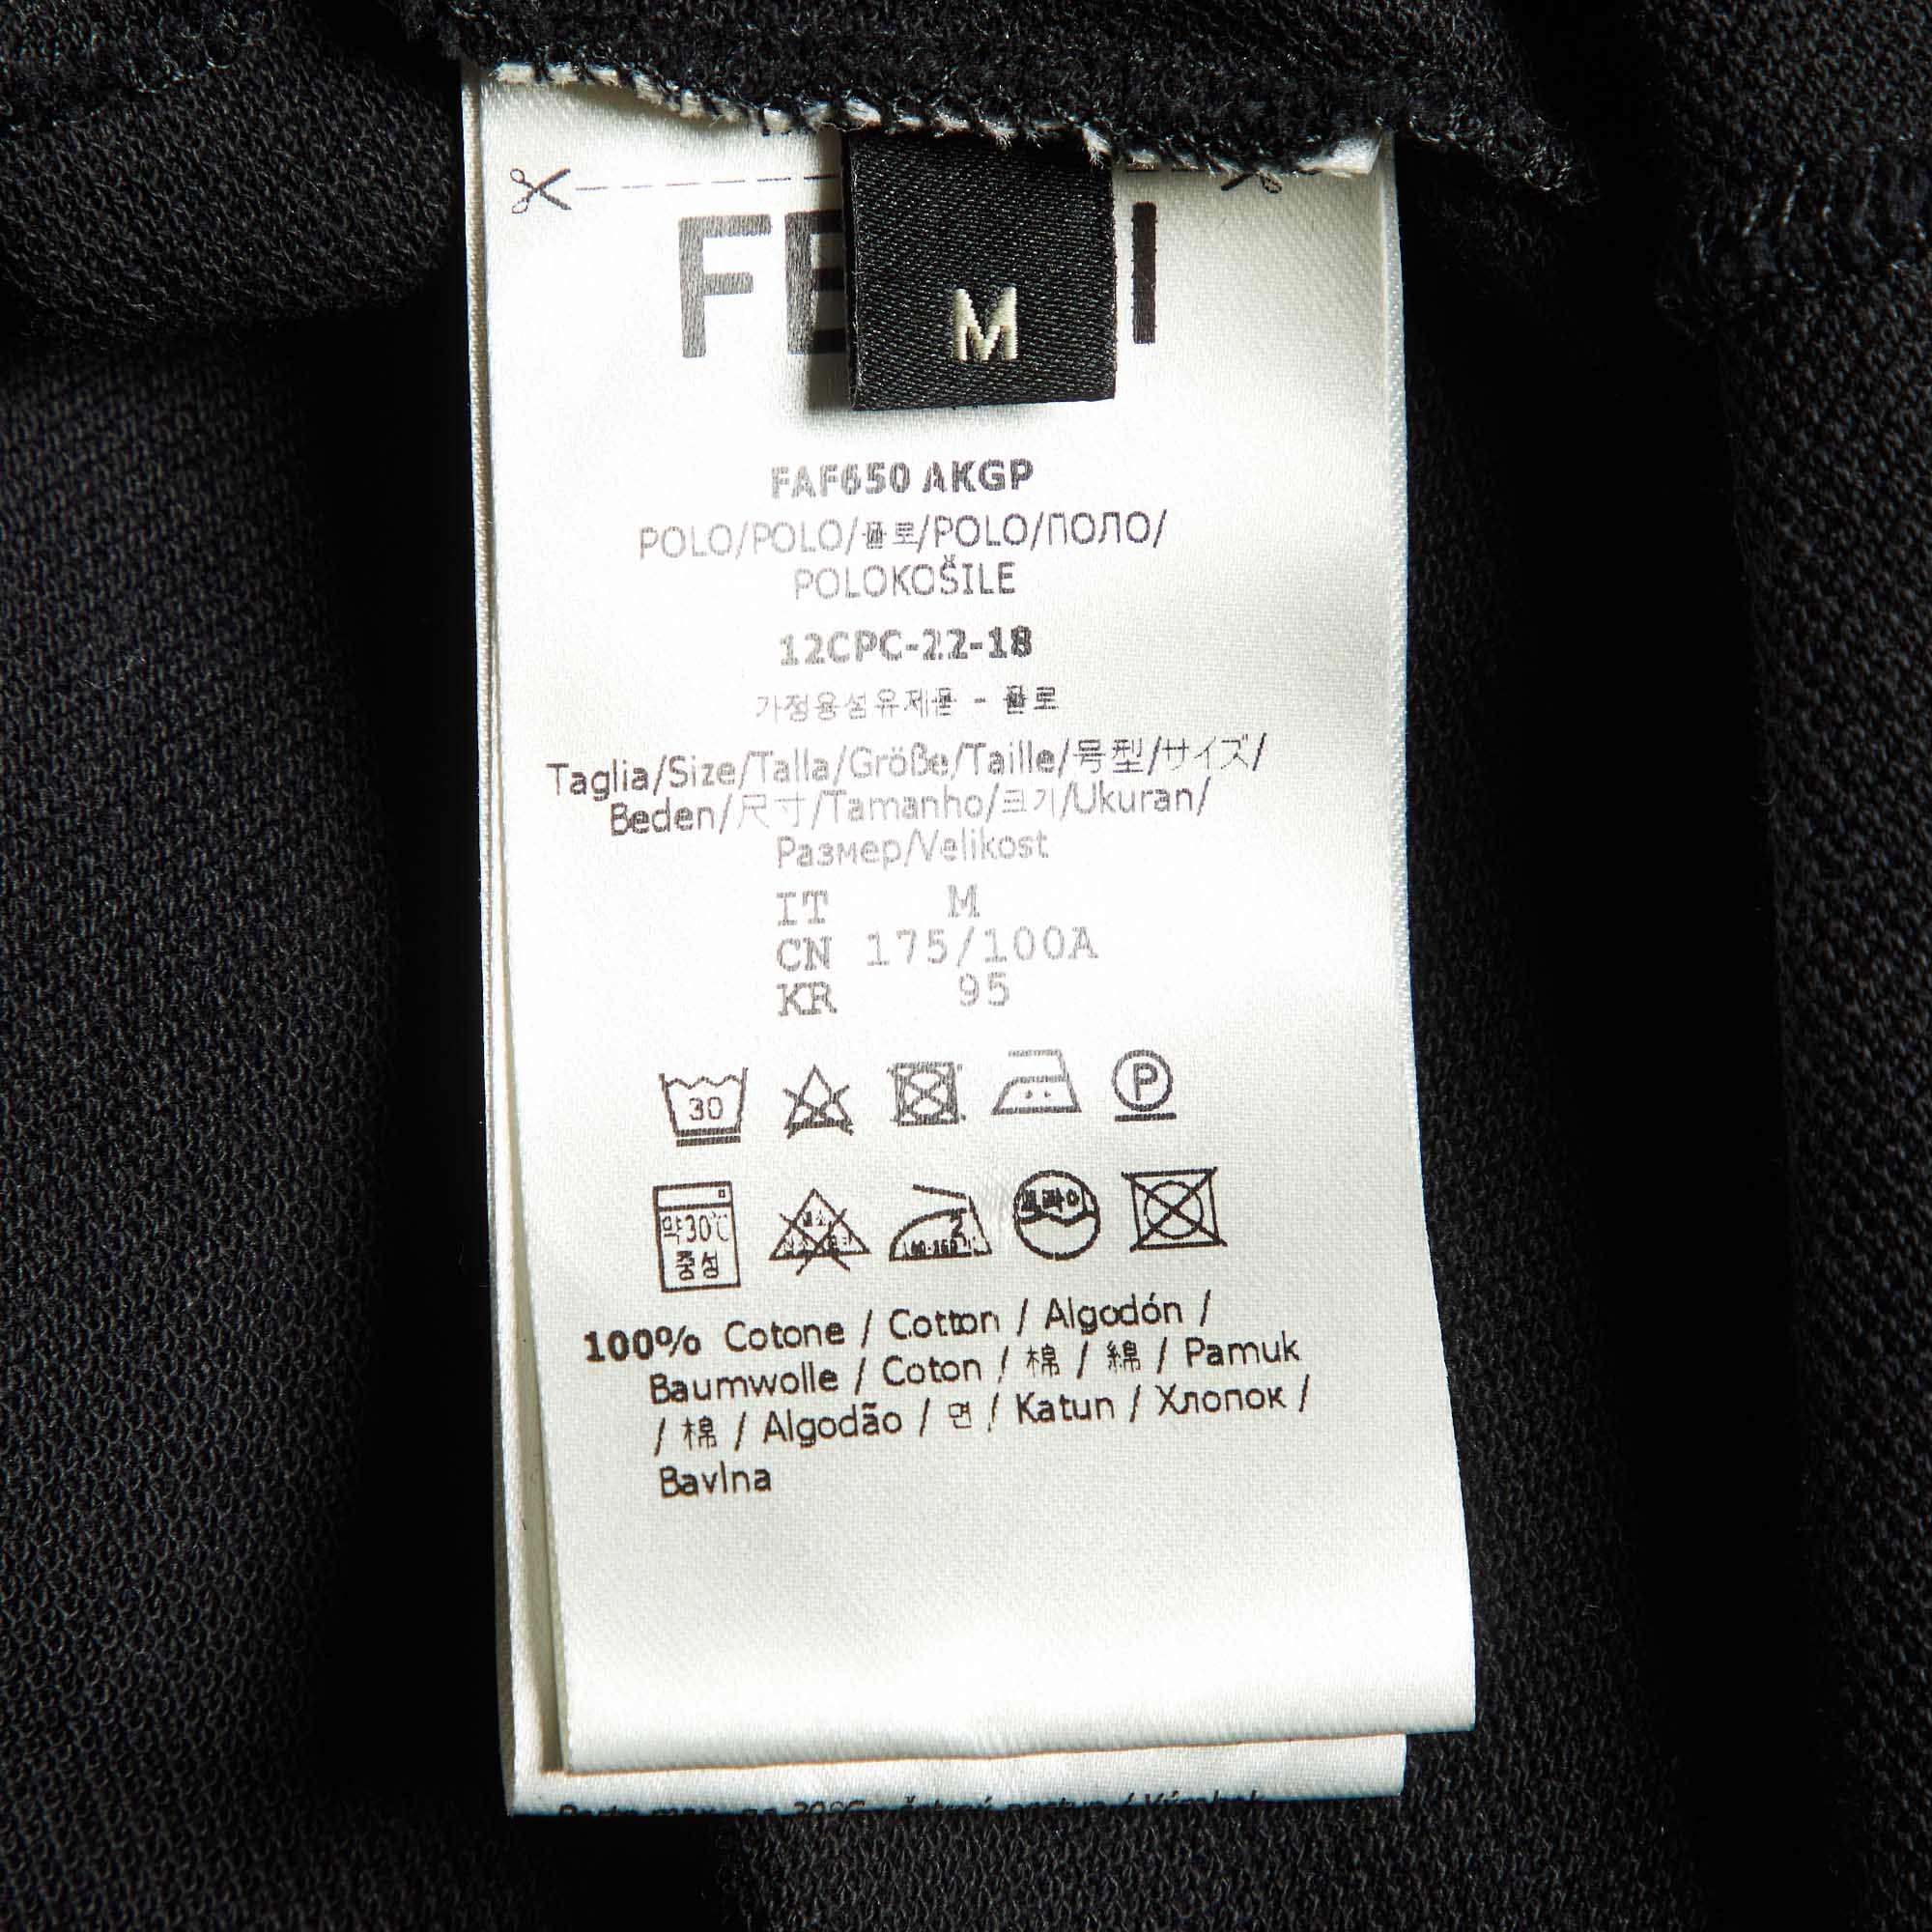 M
FAF650 AKGP
POLO/POLO/폴로/POLO/ПОЛО/
POLOKOŠILE
12CPC-22-18
가정용섬유제품 - 폴로
Taglia/Size/Talla/Größe/Taille/号型/サイズ/
Beden/尺寸/Tamanho/크기/Ukuran/
Размер/Velikost
IT M
CN 175/100A
KR 95
30
P
약30℃
중성
드라이
100% Cotone / Cotton / Algodón /
Baumwolle / Coton / 棉 / 綿 / Pamuk
/ 棉 / Algodão / 면 / Katun / Хлопок /
Bavlna